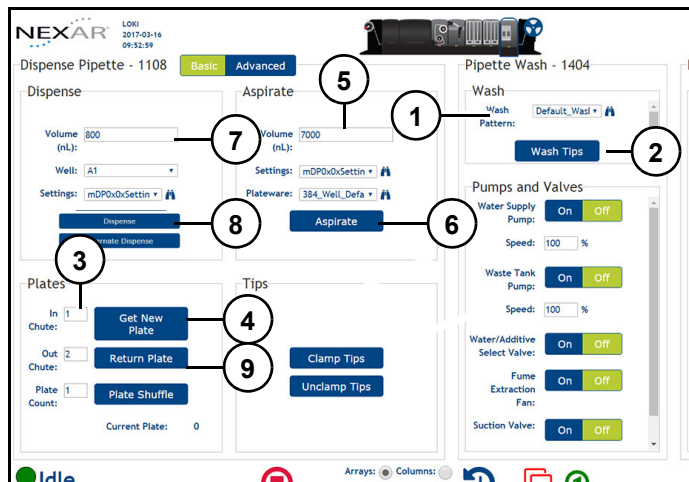 NEXAR
LOKI
2017-03-16
09:52:59
Dispense Pipette - 1108
Basic
Advanced
Dispense
Volume
(nL):
800
7
Well:
A1
Settings:
mDP0x0xSettin
Dispense
8
ernate Dispense
Aspirate
5
Volume
(nL):
7000
Settings:
mDP0x0xSettin
Plateware:
384_Well_Defa
Aspirate
6
3
Plates
In
Chute:
1
Get New
Plate
4
Out
Chute:
2
Return Plate
9
Plate
Count:
1
Plate Shuffle
Current Plate: 0
Tips
Clamp Tips
Unclamp Tips
Pipette Wash - 1404
Wash
1
Wash
Pattern:
Default_Wasl
Wash Tips
2
Pumps and Valves
Water Supply
Pump:
On Off
Speed: 100 %
Waste Tank
Pump:
On Off
Speed: 100 %
Water/Additive
Select Valve:
On Off
Fume
Extraction
Fan:
On Off
Suction Valve:
On Off
Idle
Arrays: Columns: